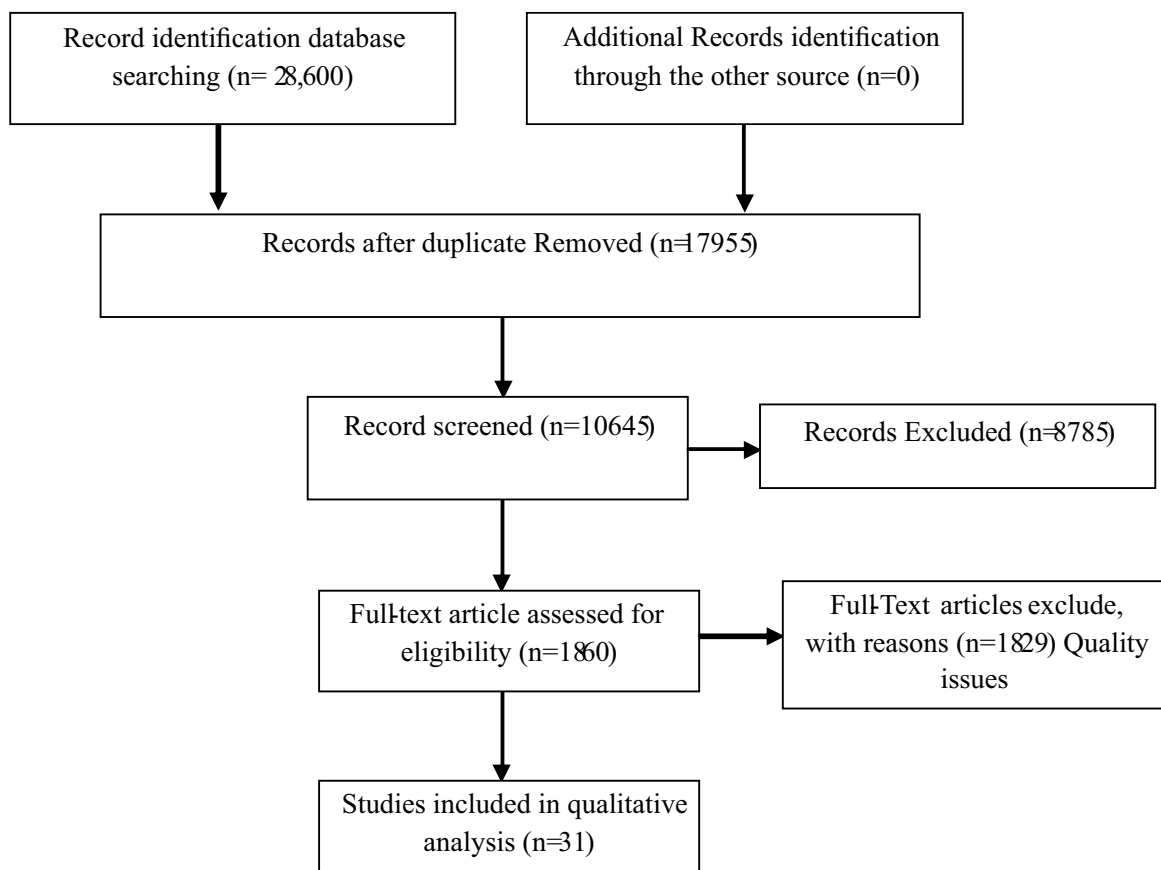 Record identification database
searching (n= 28,600)
Additional Records identification
through the other source (n=0)
Records after duplicate Removed (n=17955)
Record screened (n=10645)
Records Excluded (n=8785)
Full-text article assessed for
eligibility (n=1860)
Full-Text articles exclude,
with reasons (n=1829) Quality
issues
Studies included in qualitative
analysis (n=31)